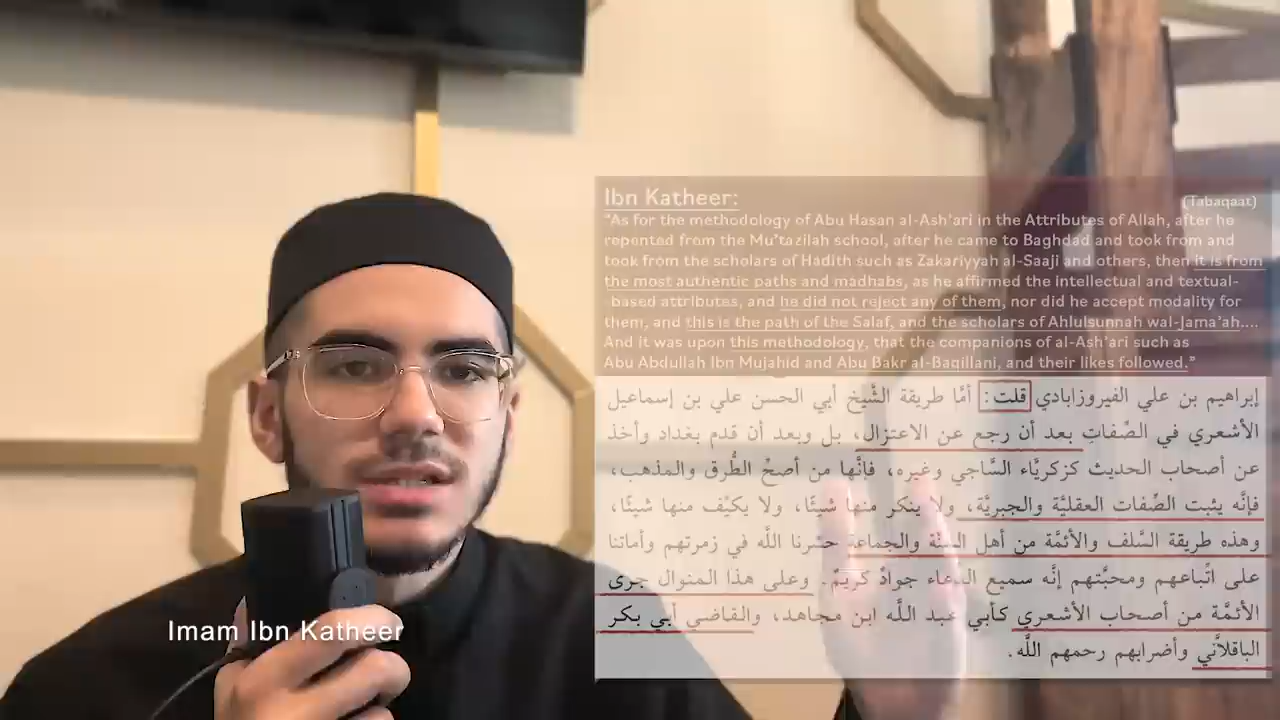 Ibn Katheer:
(Tabaqaat)
"As for the methodology of Abu Hasan al-Ash'ari in the Attributes of Allah, after he
repented from the Mu'tazilah school, after he came to Baghdad and took from and
took from the scholars of Hadith such as Zakariyyah al-Saaji and others, then it is from
the most authentic paths and madhabs, as he affirmed the intellectual and textual-
-based attributes, and he did not reject any of them, nor did he accept modality for
them, and this is the path of the Salaf, and the scholars of Ahlulsunnah wal-Jama'ah....
And it was upon this methodology, that the companions of al-Ash'ari such as
Abu Abdullah Ibn Mujahid and Abu Bakr al-Baqillani, and their likes followed."
إبراهيم بن علي الفيروزابادي قلت: أمَّا طريقة الشَّيخ أبي الحسن علي بن إسماعيل
الأشعري في الصِّفاتِ بعد أن رجع عن الاعتزال، بل وبعد أن قدم بغداد وأخذ
عن أصحاب الحديث كزكريَّاء السَّاجي وغيره، فإنَّها من أصحِّ الطُّرق والمذهب،
فإنَّه يثبت الصِّفات العقليَّة والجبريَّة، ولا ينكر منها شيئًا، ولا يكيِّف منها شيئًا،
وهذه طريقة السَّلف والأئمَّة من أهل السنَّة والجماعة حشرنا اللَّه في زمرتهم وأماتنا
على اتِّباعهم ومحبَّتهم إنَّه سميع الدعاء جوادٌ كريمٌ. وعلى هذا المنوال جرى
الأئمَّة من أصحاب الأشعري كأبي عبد اللَّه ابن مجاهد، والقاضي أبي بكر
الباقلاَّني وأضرابهم رحمهم اللَّه.
Imam Ibn Katheer